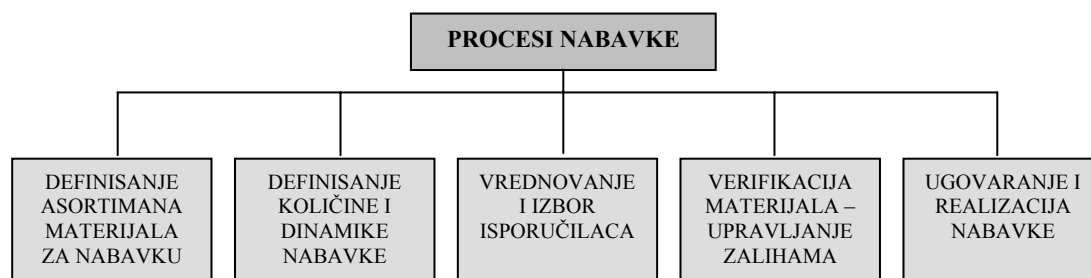 PROCESI NABAVKE
DEFINISANJE
ASORTIMANA
MATERIJALA
ZA NABAVKU
DEFINISANJE
KOLIČINE I
DINAMIKE
NABAVKE
VREDNOVANJE
I IZBOR
ISPORUČILACA
VERIFIKACIJA
MATERIJALA –
UPRAVLJANJE
ZALIHAMA
UGOVARANJE I
REALIZACIJA
NABAVKE